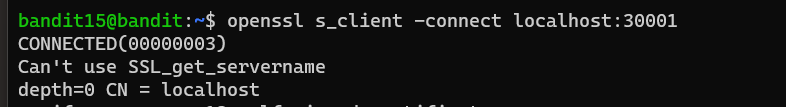 bandit15@bandit:~$ openssl s_client -connect localhost:30001
CONNECTED(00000003)
Can't use SSL_get_servername
depth=0 CN = localhost